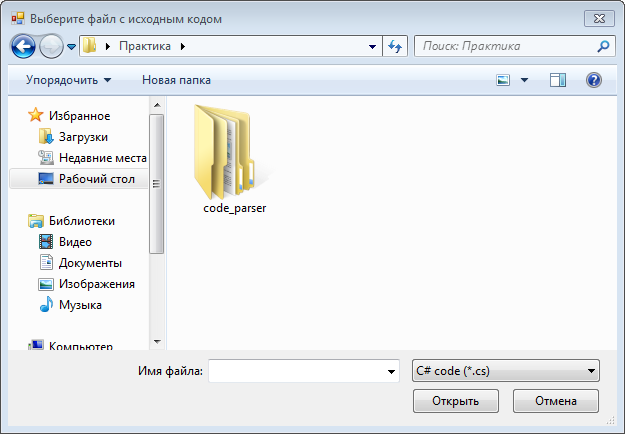 Выберите файл с исходным кодом
Практика
Поиск: Практика
Упорядочить
Новая папка
Избранное
Загрузки
Недавние места
Рабочий стол
Библиотеки
Видео
Документы
Изображения
Музыка
Компьютер
code_parser
Имя файла:
C# code (*.cs)
Открыть
Отмена